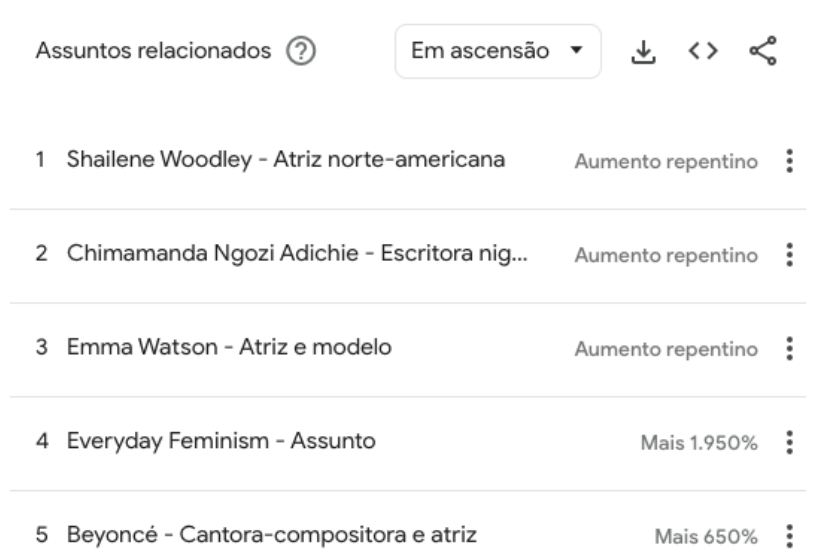 Assuntos relacionados
Em ascensão
1 Shailene Woodley - Atriz norte-americana Aumento repentino
2 Chimamanda Ngozi Adichie - Escritora nig... Aumento repentino
3 Emma Watson - Atriz e modelo Aumento repentino
4 Everyday Feminism - Assunto Mais 1.950%
5 Beyoncé - Cantora-compositora e atriz Mais 650%